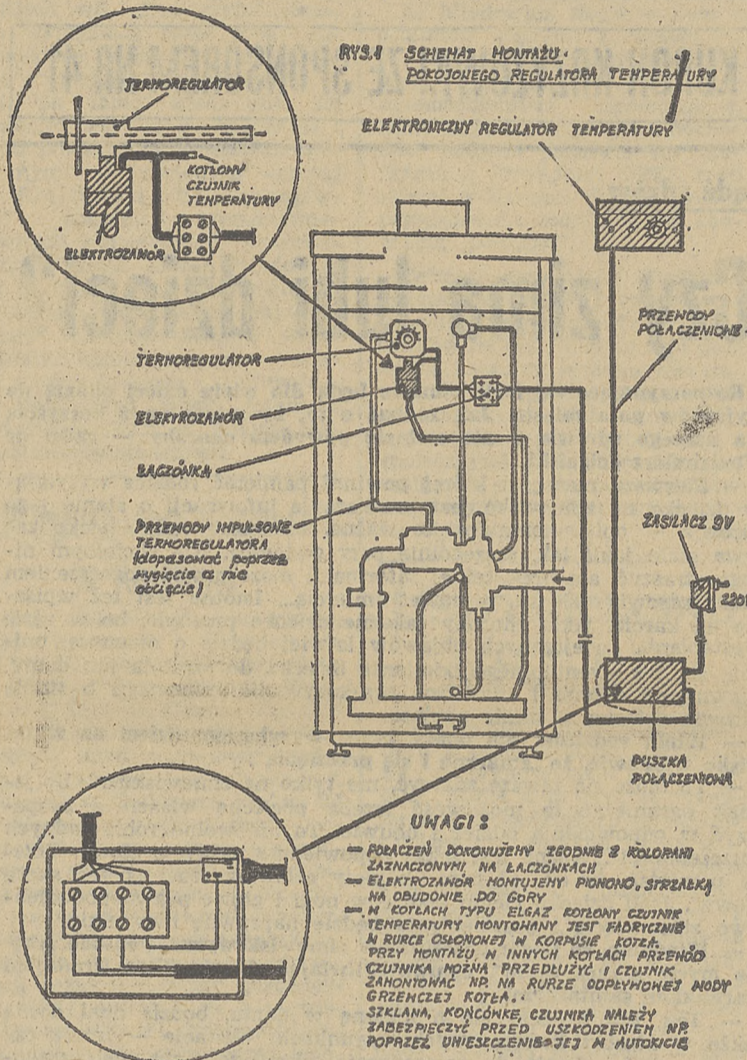 RYS.1 SCHEMAT MONTAŻU
POKOJOWEGO REGULATORA TEMPERATURY
TERMOREGULATOR
KOTŁOWY
CZUJNIK
TEMPERATURY
ELEKTROZAWÓR
ELEKTRONICZNY REGULATOR TEMPERATURY
PRZEWODY
POŁĄCZENIOWE
TERMOREGULATOR
ELEKTROZAWÓR
ŁĄCZÓWKA
PRZEWODY IMPULSOWE
TERMOREGULATORA
(dopasować poprzez
wygięcie a nie
obcięcie)
ZASILACZ 9V
220V
PUSZKA
POŁĄCZENIOWA
UWAGI:
— POŁĄCZEŃ DOKONUJEMY ZGODNIE Z KOLORAMI
ZAZNACZONYMI NA ŁĄCZÓWKACH
— ELEKTROZAWÓR MONTUJEMY PIONOWO, STRZAŁKĄ
NA OBUDOWIE DO GÓRY
— W KOTŁACH TYPU ELGAZ KOTŁOWY CZUJNIK
TEMPERATURY MONTOWANY JEST FABRYCZNIE
W RURCE OSŁONOWEJ W KORPUSIE KOTŁA.
PRZY MONTAŻU W INNYCH KOTŁACH PRZEWÓD
CZUJNIKA MOŻNA PRZEDŁUŻYĆ I CZUJNIK
ZAMONTOWAĆ NP. NA RURZE ODPŁYWOWEJ WODY
GRZEWCZEJ KOTŁA.
SZKLANĄ KOŃCÓWKĘ CZUJNIKA NALEŻY
ZABEZPIECZYĆ PRZED USZKODZENIEM NP.
POPRZEZ UMIESZCZENIE JEJ W AUTOKICIE